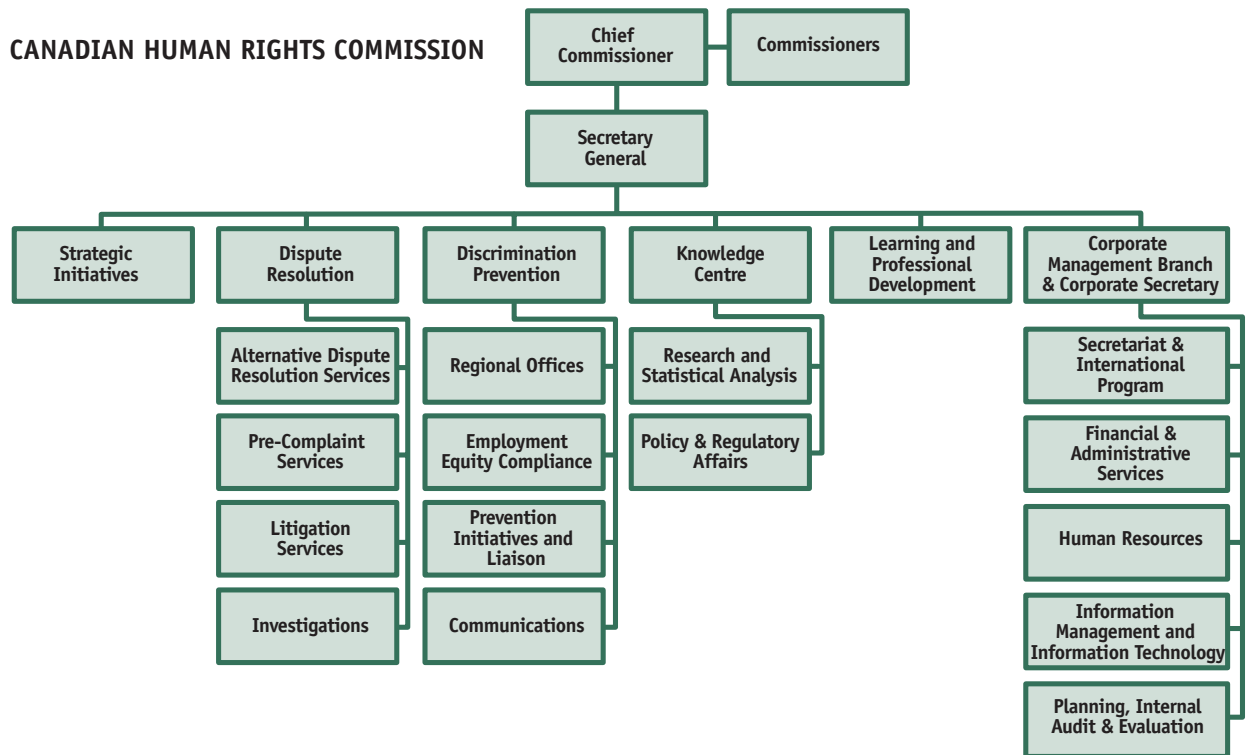 CANADIAN HUMAN RIGHTS COMMISSION
Chief
Commissioner
Commissioners
Secretary
General
Strategic
Initiatives
Dispute
Resolution
Discrimination
Prevention
Knowledge
Centre
Learning and
Professional
Development
Corporate
Management Branch
& Corporate Secretary
Alternative Dispute
Resolution Services
Pre-Complaint
Services
Litigation
Services
Investigations
Regional Offices
Employment
Equity Compliance
Prevention
Initiatives and
Liaison
Communications
Research and
Statistical Analysis
Policy & Regulatory
Affairs
Secretariat &
International
Program
Financial &
Administrative
Services
Human Resources
Information
Management and
Information Technology
Planning, Internal
Audit & Evaluation